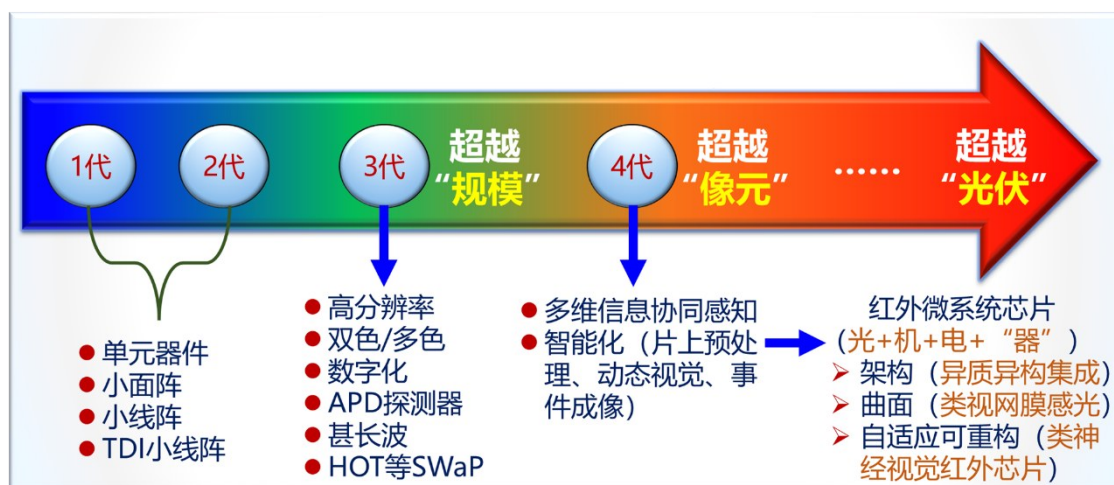 1代
2代
3代
超越
“规模”
4代
超越
“像元”
……
超越
“光伏”
单元器件
小面阵
小线阵
TDI小线阵
高分辨率
双色/多色
数字化
APD探测器
甚长波
HOT等SWaP
多维信息协同感知
智能化（片上预处
理、动态视觉、事
件成像）
红外微系统芯片
（光+机+电+“器”）
架构（异质异构集成）
曲面（类视网膜感光）
自适应可重构（类神
经视觉红外芯片）